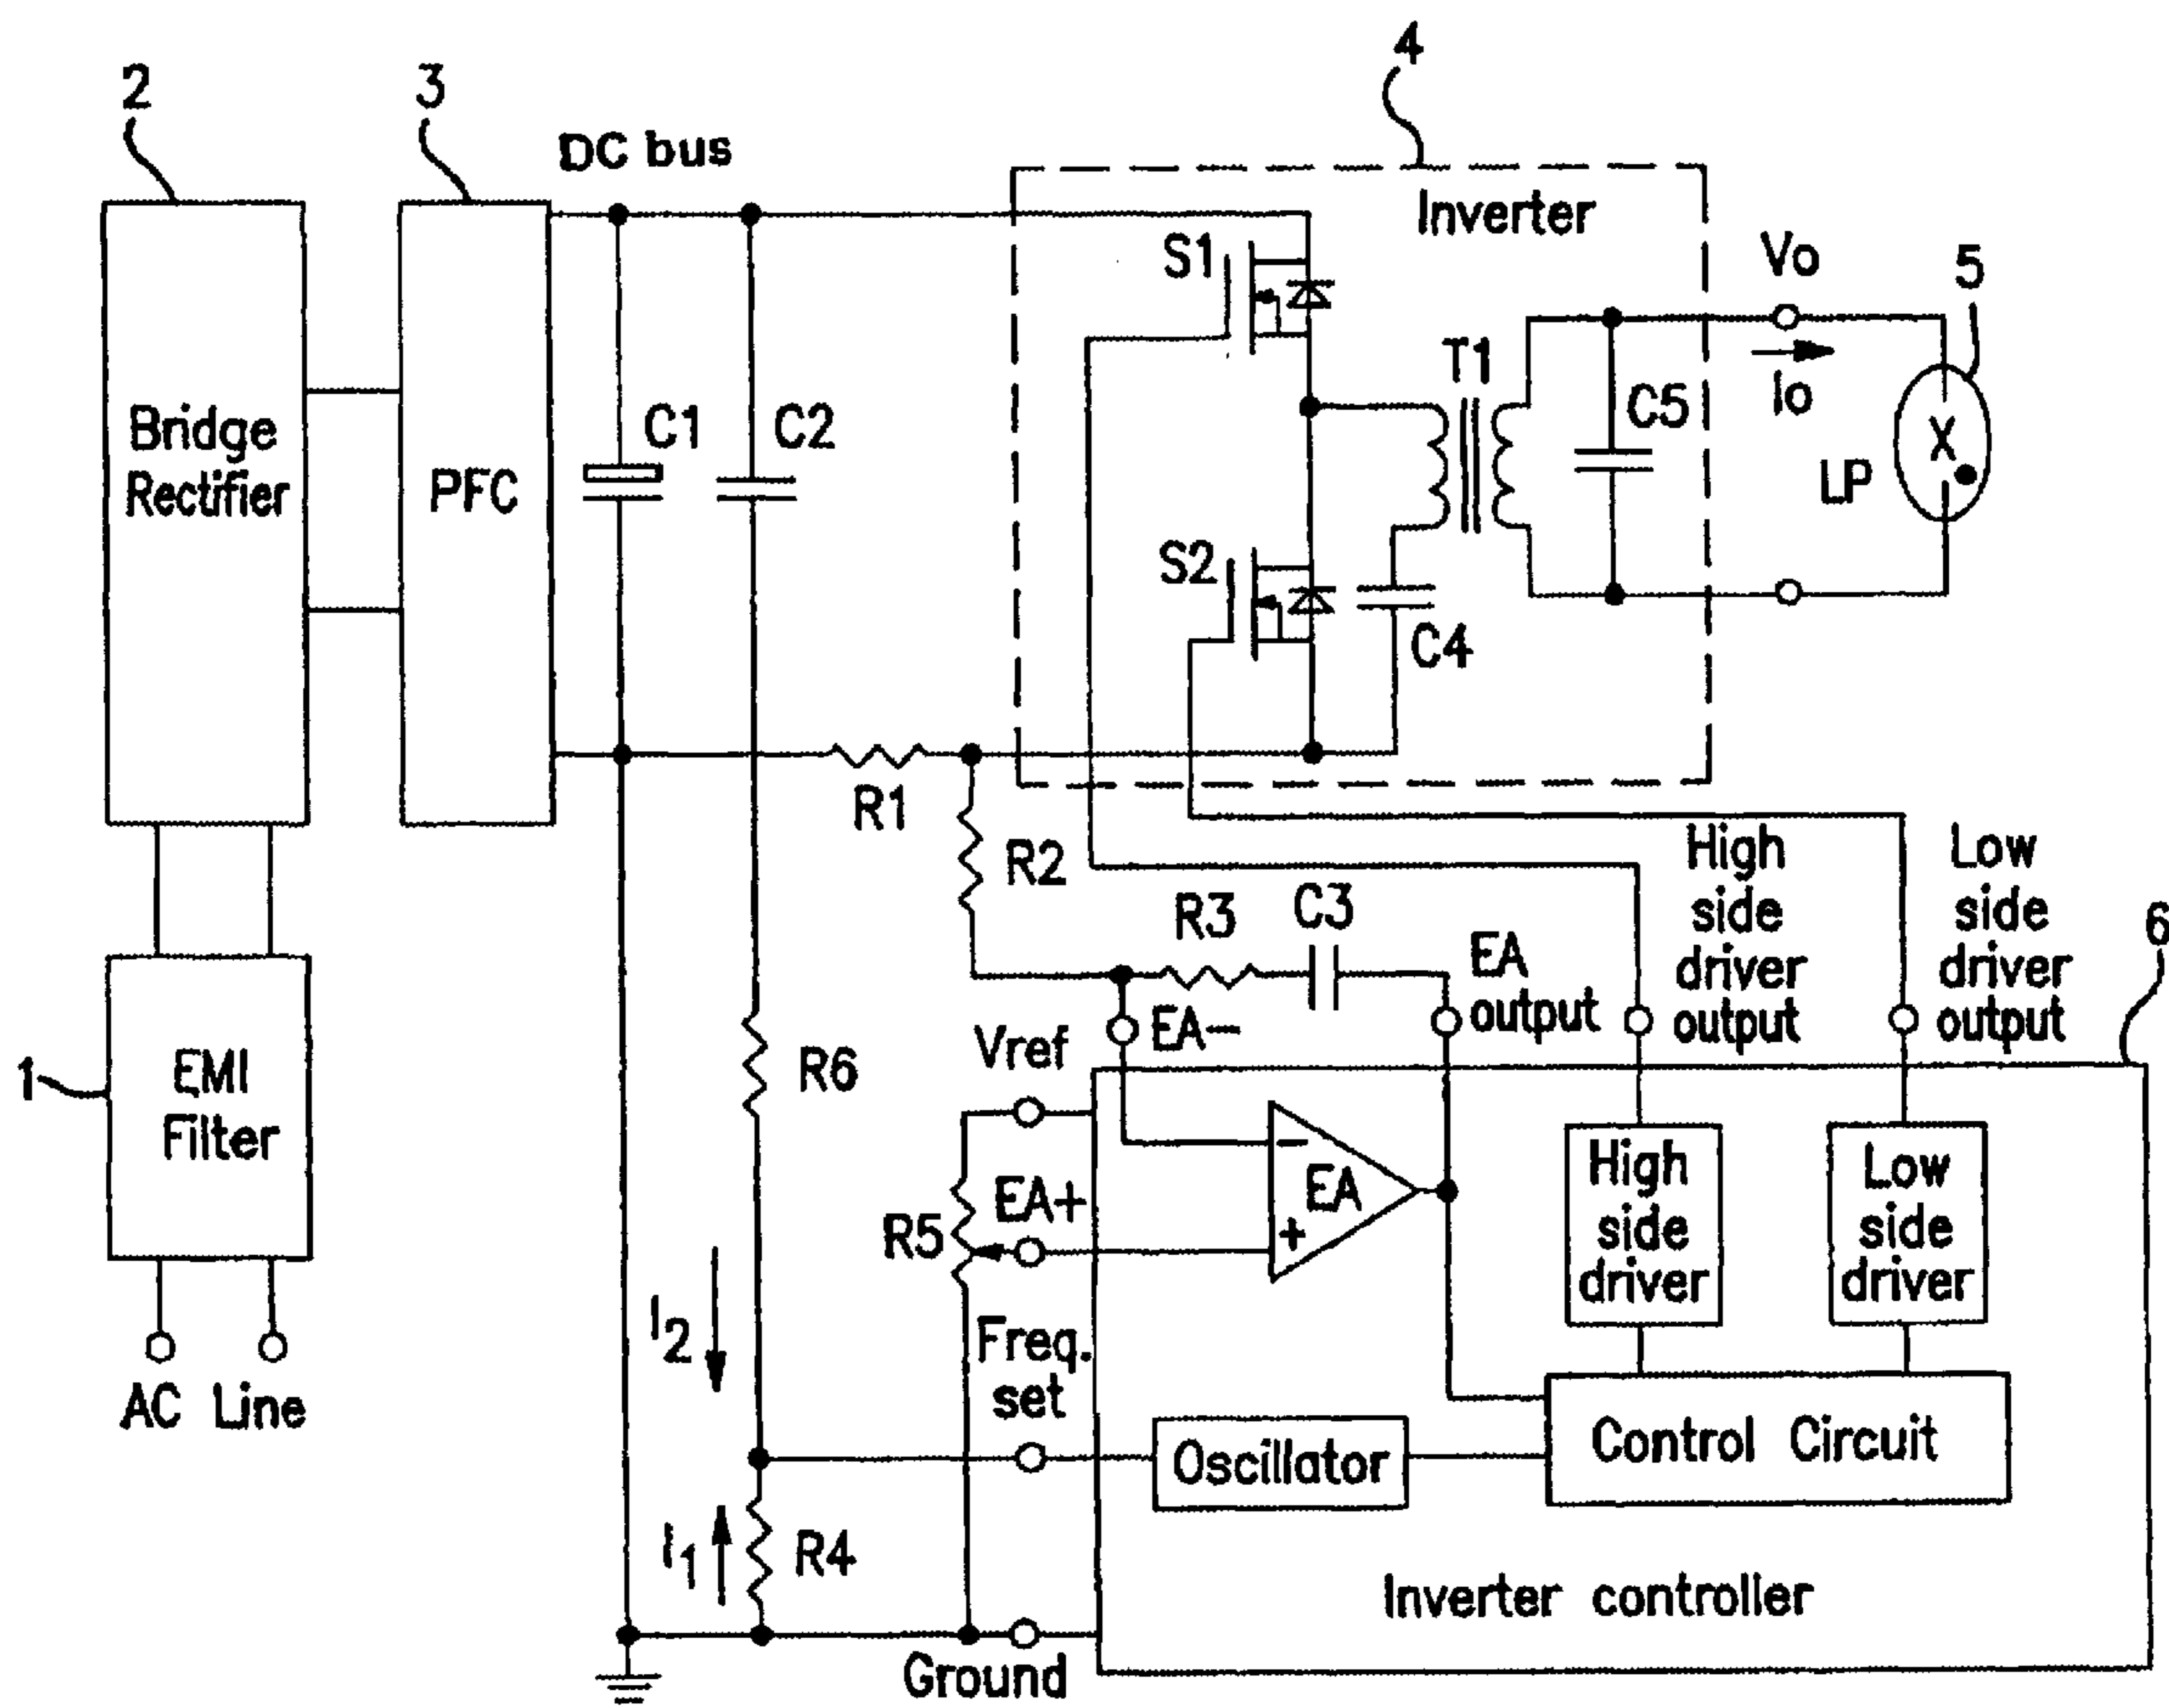 4
2
3
DC bus
Inverter
S1
Vo
5
T1
Io
C5
C1
C2
Bridge
Rectifier
PFC
LP
X
S2
C4
R1
R2
High
side
driver
output
Low
side
driver
output
6
R3
C3
EA
output
EA−
Vref
R6
1
EMI
Filter
EA
−
+
High
side
driver
Low
side
driver
EA+
R5
I2
Freq.
set
AC Line
Oscillator
Control Circuit
I1
R4
Inverter controller
Ground